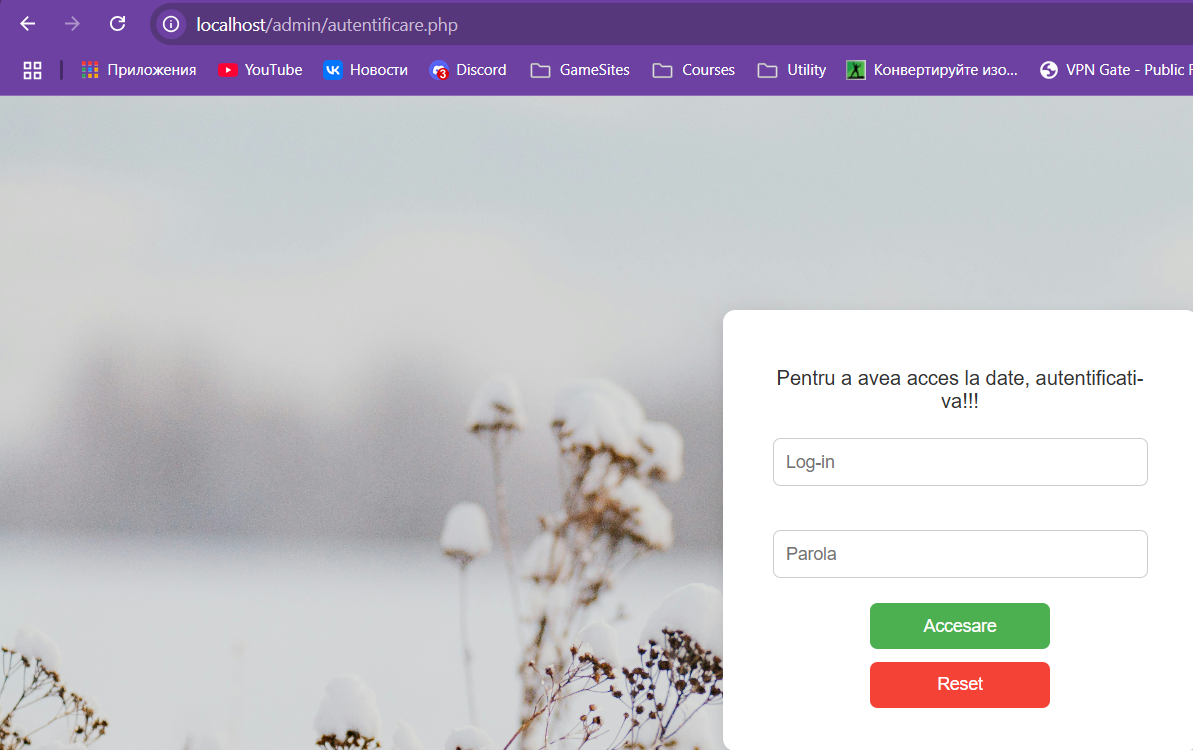 localhost/admin/autentificare.php
Приложения YouTube Новости 3 Discord GameSites Courses Utility Конвертируйте изо... VPN Gate - Public
Pentru a avea acces la date, autentificati-
va!!!
Log-in
Parola
Accesare
Reset